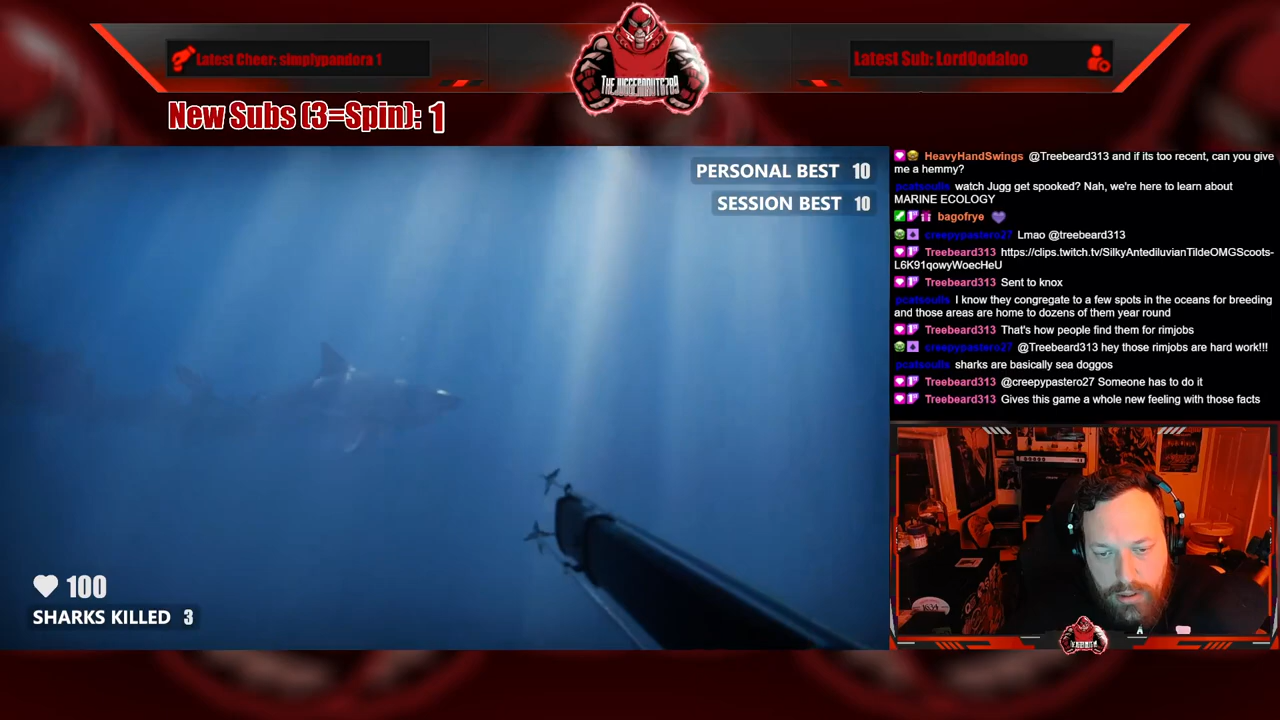 Latest Cheer: simplypandora 1
THEJUGGERNAUT6789
Latest Sub: LordOodaloo
New Subs (3=Spin): 1
PERSONAL BEST 10
SESSION BEST 10
HeavyHandSwings @Treebeard313 and if its too recent, can you give
me a hemmy?
pcatsoulis watch Jugg get spooked? Nah, we're here to learn about
MARINE ECOLOGY
bagofrye
creepypastero27 Lmao @treebeard313
Treebeard313 https://clips.twitch.tv/SilkyAntediluvianTildeOMGScoots-
L6K91qowyWoecHeU
Treebeard313 Sent to knox
pcatsoulis I know they congregate to a few spots in the oceans for breeding
and those areas are home to dozens of them year round
Treebeard313 That's how people find them for rimjobs
creepypastero27 @Treebeard313 hey those rimjobs are hard work!!!
pcatsoulis sharks are basically sea doggos
Treebeard313 @creepypastero27 Someone has to do it
Treebeard313 Gives this game a whole new feeling with those facts
100
SHARKS KILLED 3